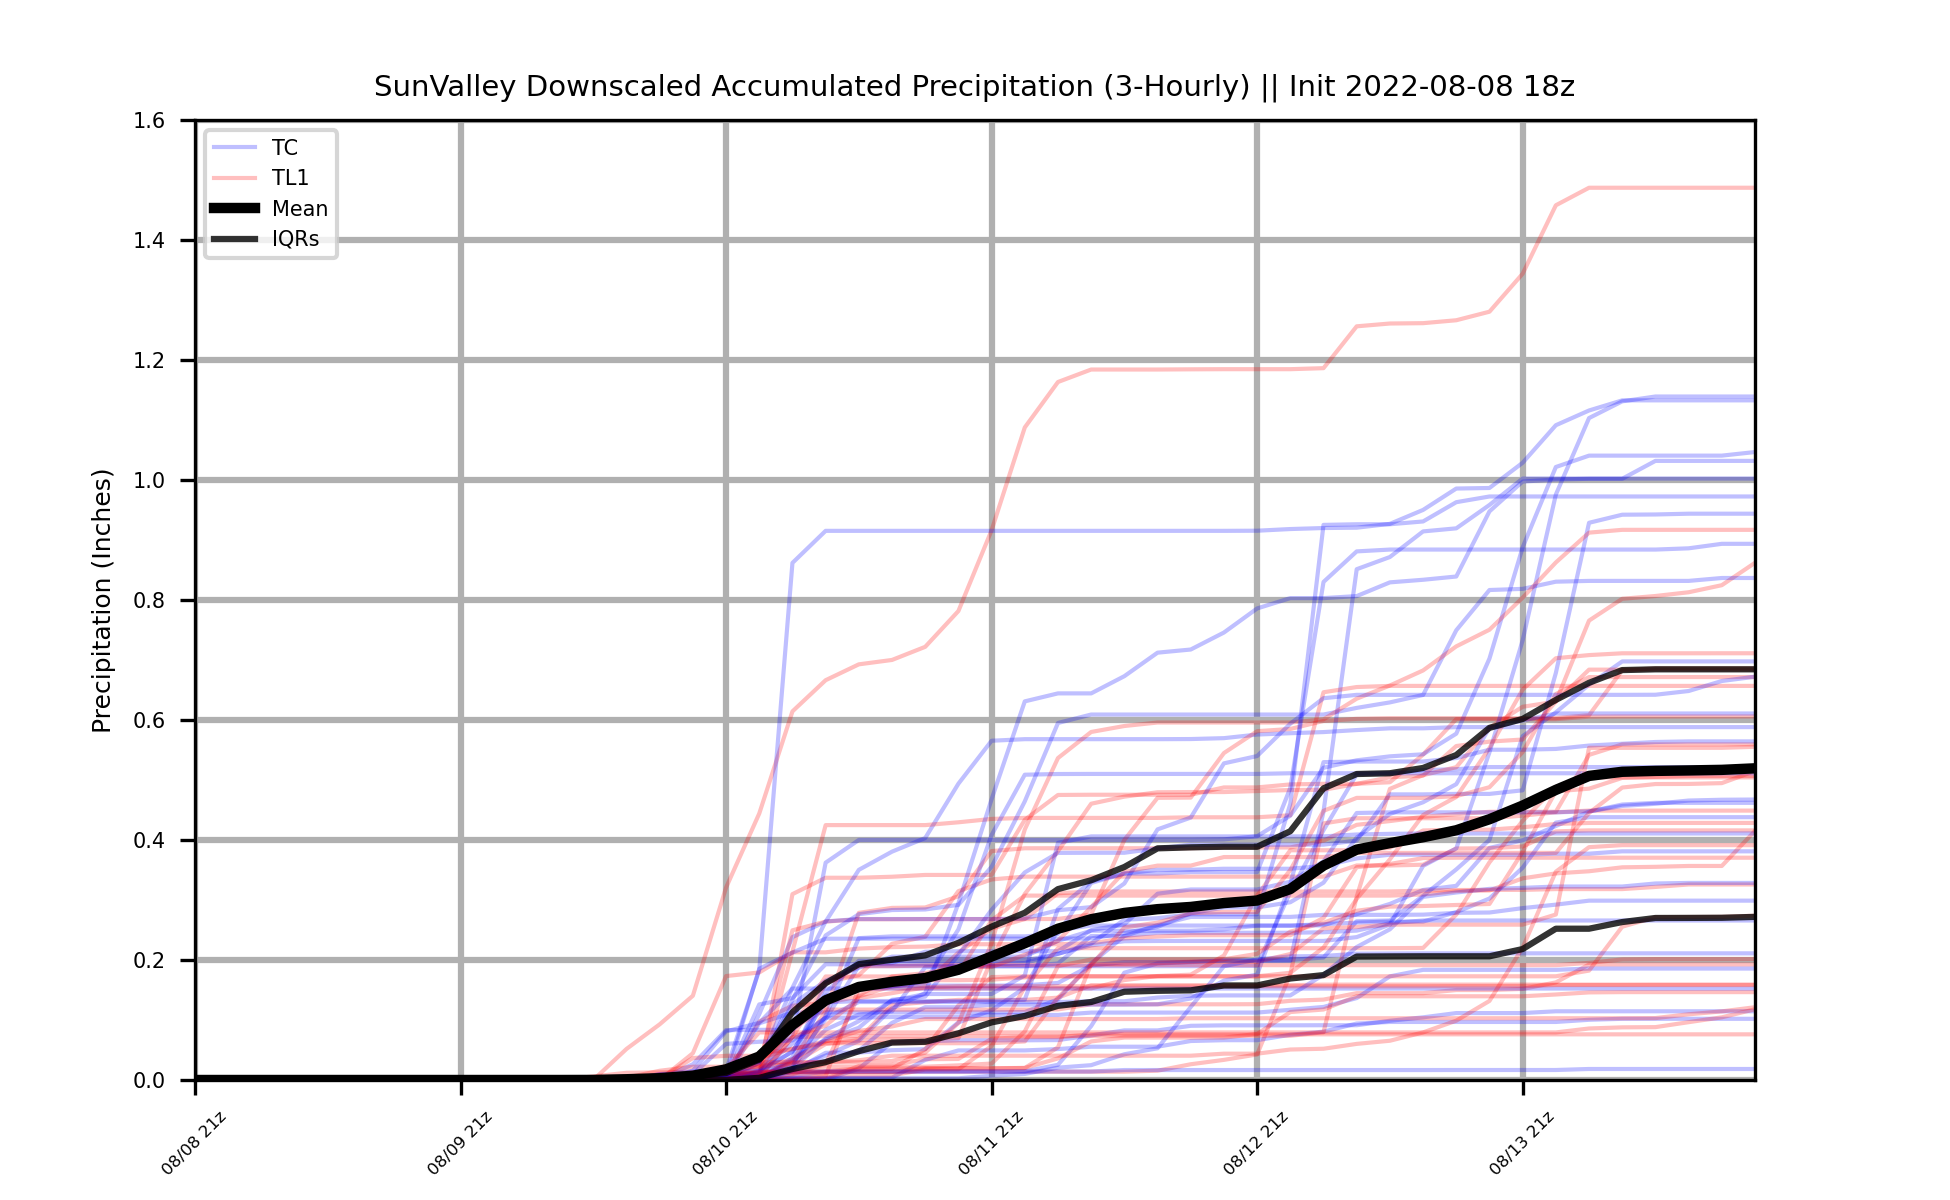 SunValley Downscaled Accumulated Precipitation (3-Hourly) || Init 2022-08-08 18z
TC
TL1
Mean
IQRs
Precipitation (Inches)
1.6
1.4
1.2
1.0
0.8
0.6
0.4
0.2
0.0
08/08 21z
08/09 21z
08/10 21z
08/11 21z
08/12 21z
08/13 21z